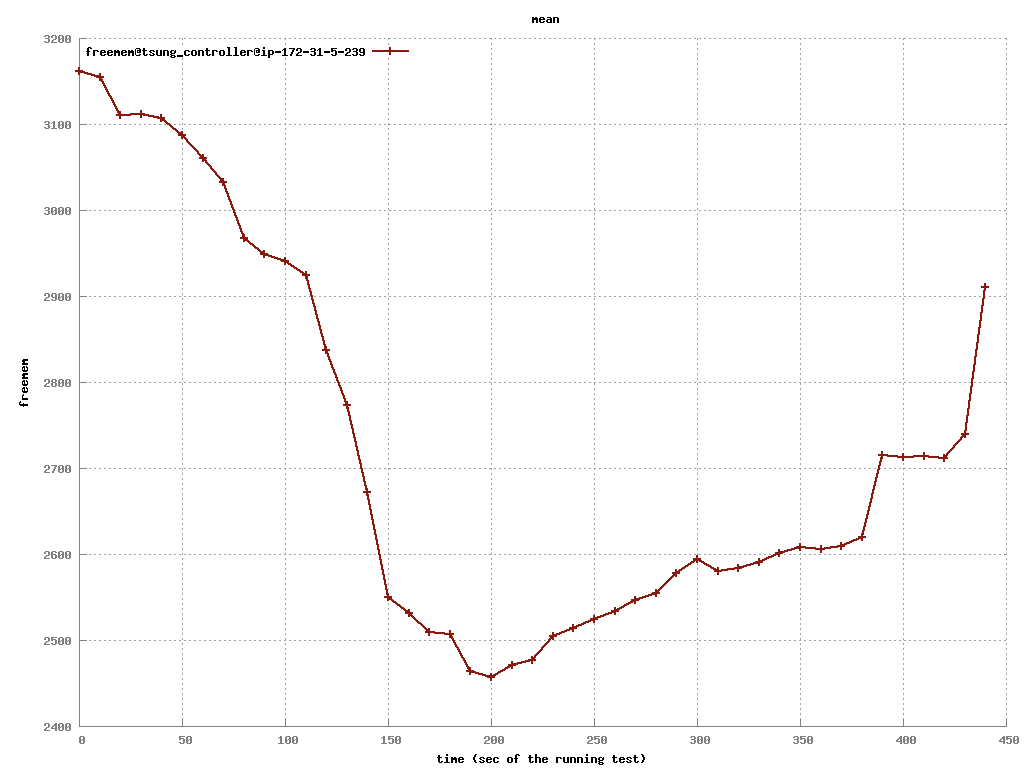 mean
freemem@tsung_controller@ip-172-31-5-239
3200
3100
3000
2900
2800
2700
2600
2500
2400
freemem
0 50 100 150 200 250 300 350 400 450
time (sec of the running test)